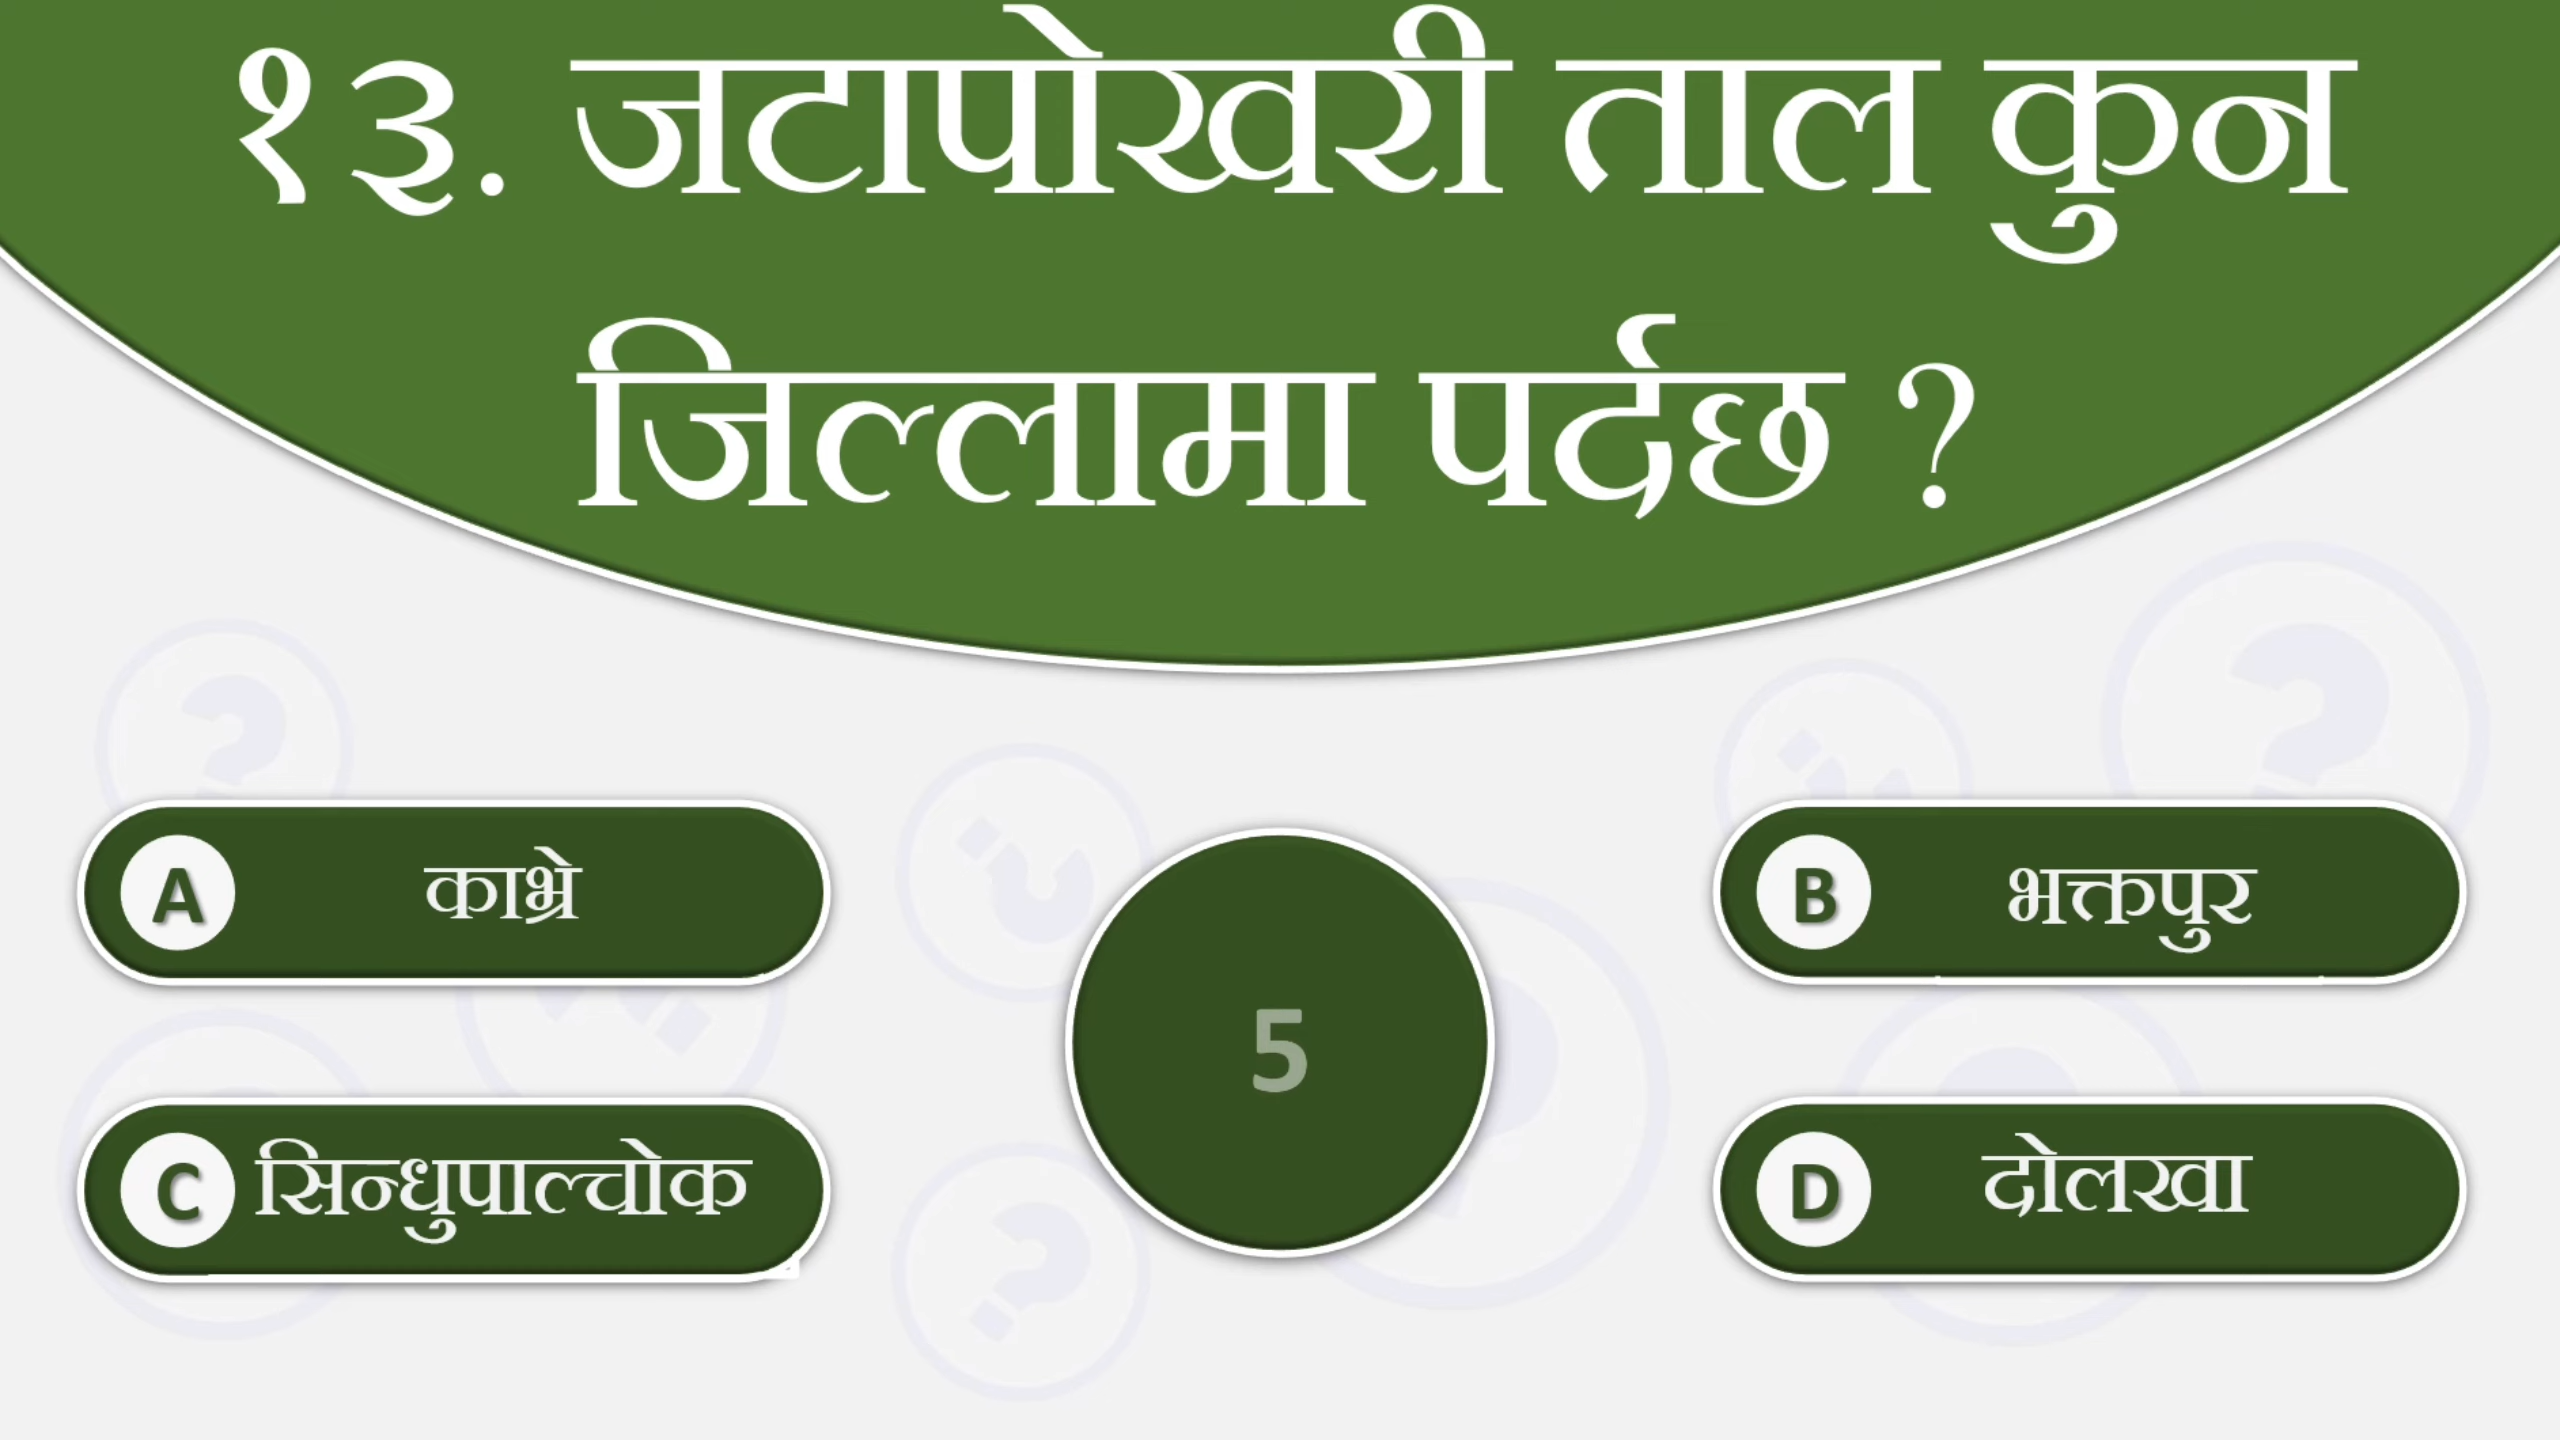 १३. जटापोखरी ताल कुन
जिल्लामा पर्दछ ?
A काभ्रे
B भक्तपुर
5
C सिन्धुपाल्चोक
D दोलखा